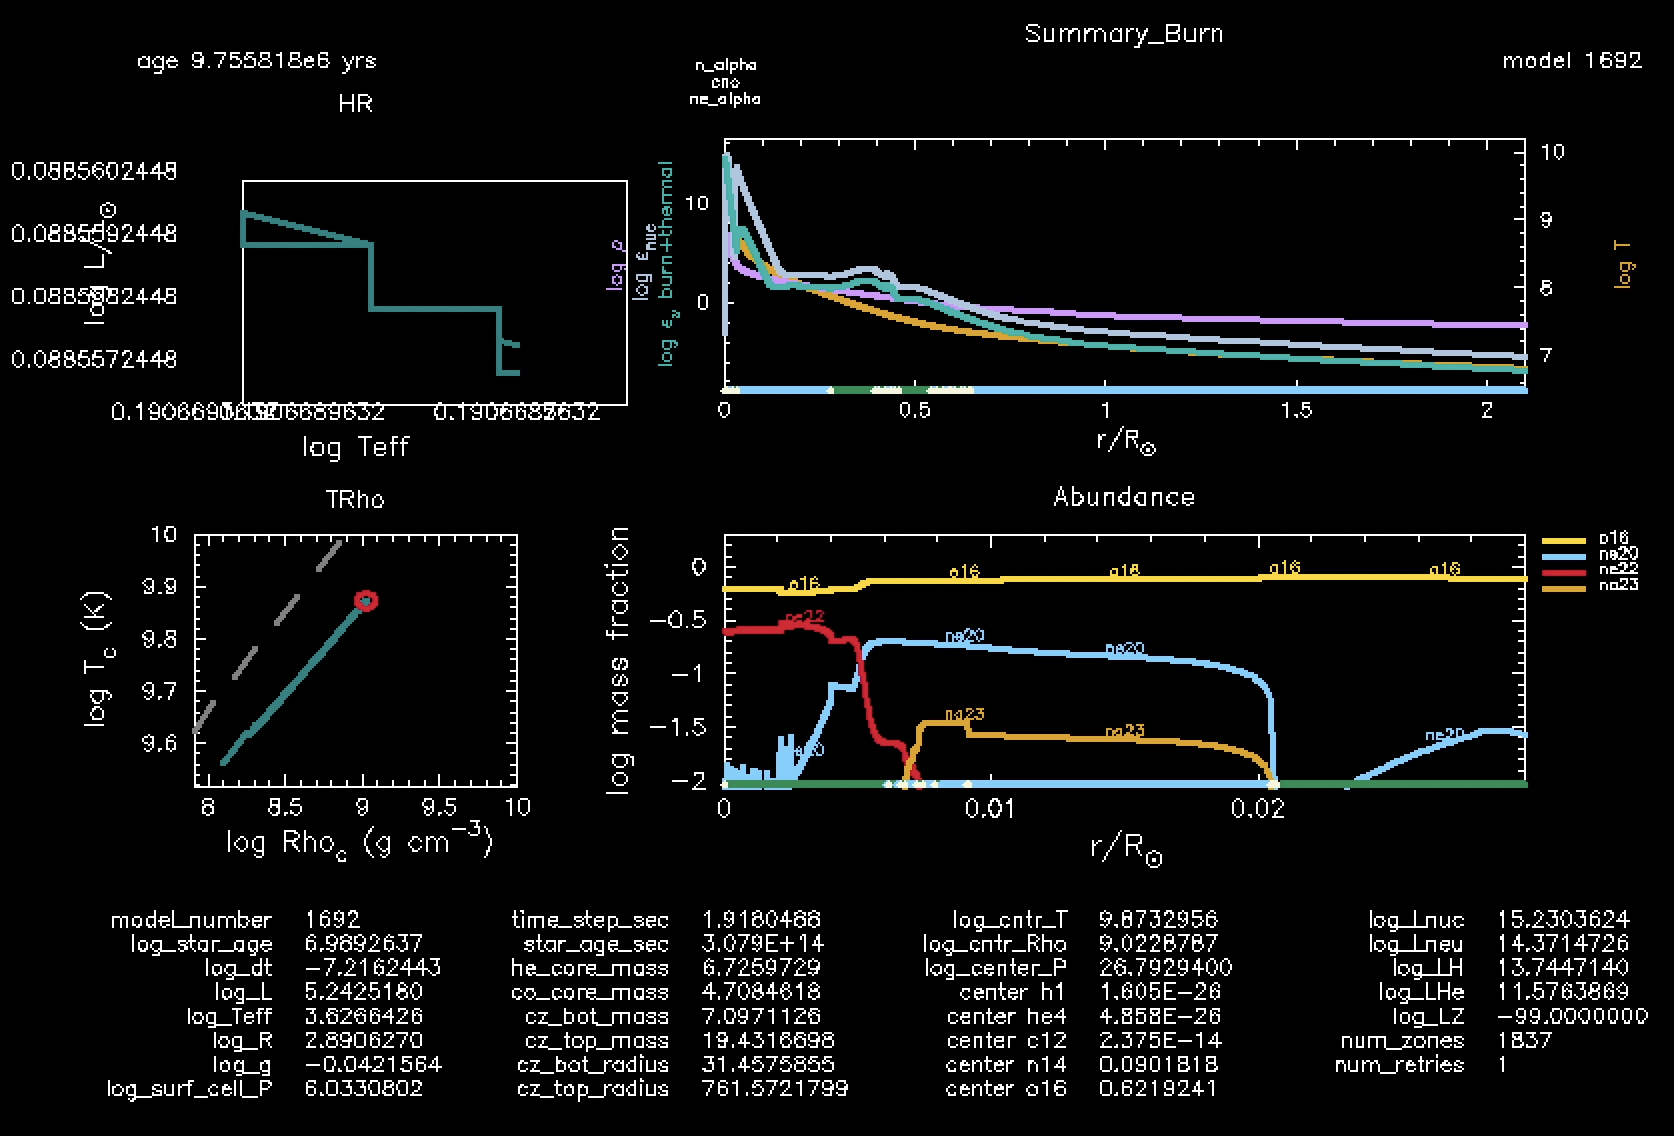 Summary_Burn
age 9.755818e6 yrs
model 1692
n_alpha
cno
ne_alpha
HR
0.0885602448
0.0885592448
0.0885582448
0.0885572448
log L/L☉
0.1906689632
log Teff
log ρ
log ε_nuc
log ε_ν burn+thermal
10
0
10
9
8
7
log T
0 0.5 1 1.5 2
r/R☉
TRho
10
9.9
9.8
9.7
9.6
log T_c (K)
8 8.5 9 9.5 10
log Rho_c (g cm^-3)
Abundance
0
-0.5
-1
-1.5
-2
log mass fraction
o16 o16 o16 o16 o16
ne22
ne20 ne20
na23 na23
ne20
0 0.01 0.02
r/R☉
o16
ne20
ne22
na23
model_number 1692 time_step_sec 1.9180488 log_cntr_T 9.8732956 log_Lnuc 15.2303624
log_star_age 6.9892637 star_age_sec 3.079E+14 log_cntr_Rho 9.0228787 log_Lneu 14.3714726
log_dt -7.2162443 he_core_mass 6.7259729 log_center_P 26.7929400 log_LH 13.7447140
log_L 5.2425180 co_core_mass 4.7084618 center h1 1.605E-26 log_LHe 11.5763869
log_Teff 3.6266426 cz_bot_mass 7.0971126 center he4 4.858E-26 log_LZ -99.0000000
log_R 2.8906270 cz_top_mass 19.4316698 center c12 2.375E-14 num_zones 1837
log_g -0.0421564 cz_bot_radius 31.4575855 center n14 0.0901818 num_retries 1
log_surf_cell_P 6.0330802 cz_top_radius 761.5721799 center o16 0.6219241